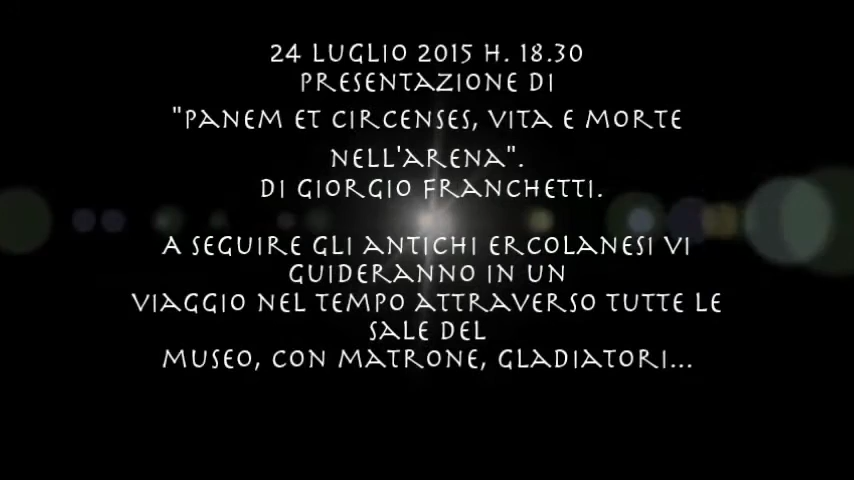 24 LUGLIO 2015 H. 18.30
PRESENTAZIONE DI
"PANEM ET CIRCENSES, VITA E MORTE
NELL'ARENA".
DI GIORGIO FRANCHETTI.
A SEGUIRE GLI ANTICHI ERCOLANESI VI
GUIDERANNO IN UN
VIAGGIO NEL TEMPO ATTRAVERSO TUTTE LE
SALE DEL
MUSEO, CON MATRONE, GLADIATORI...